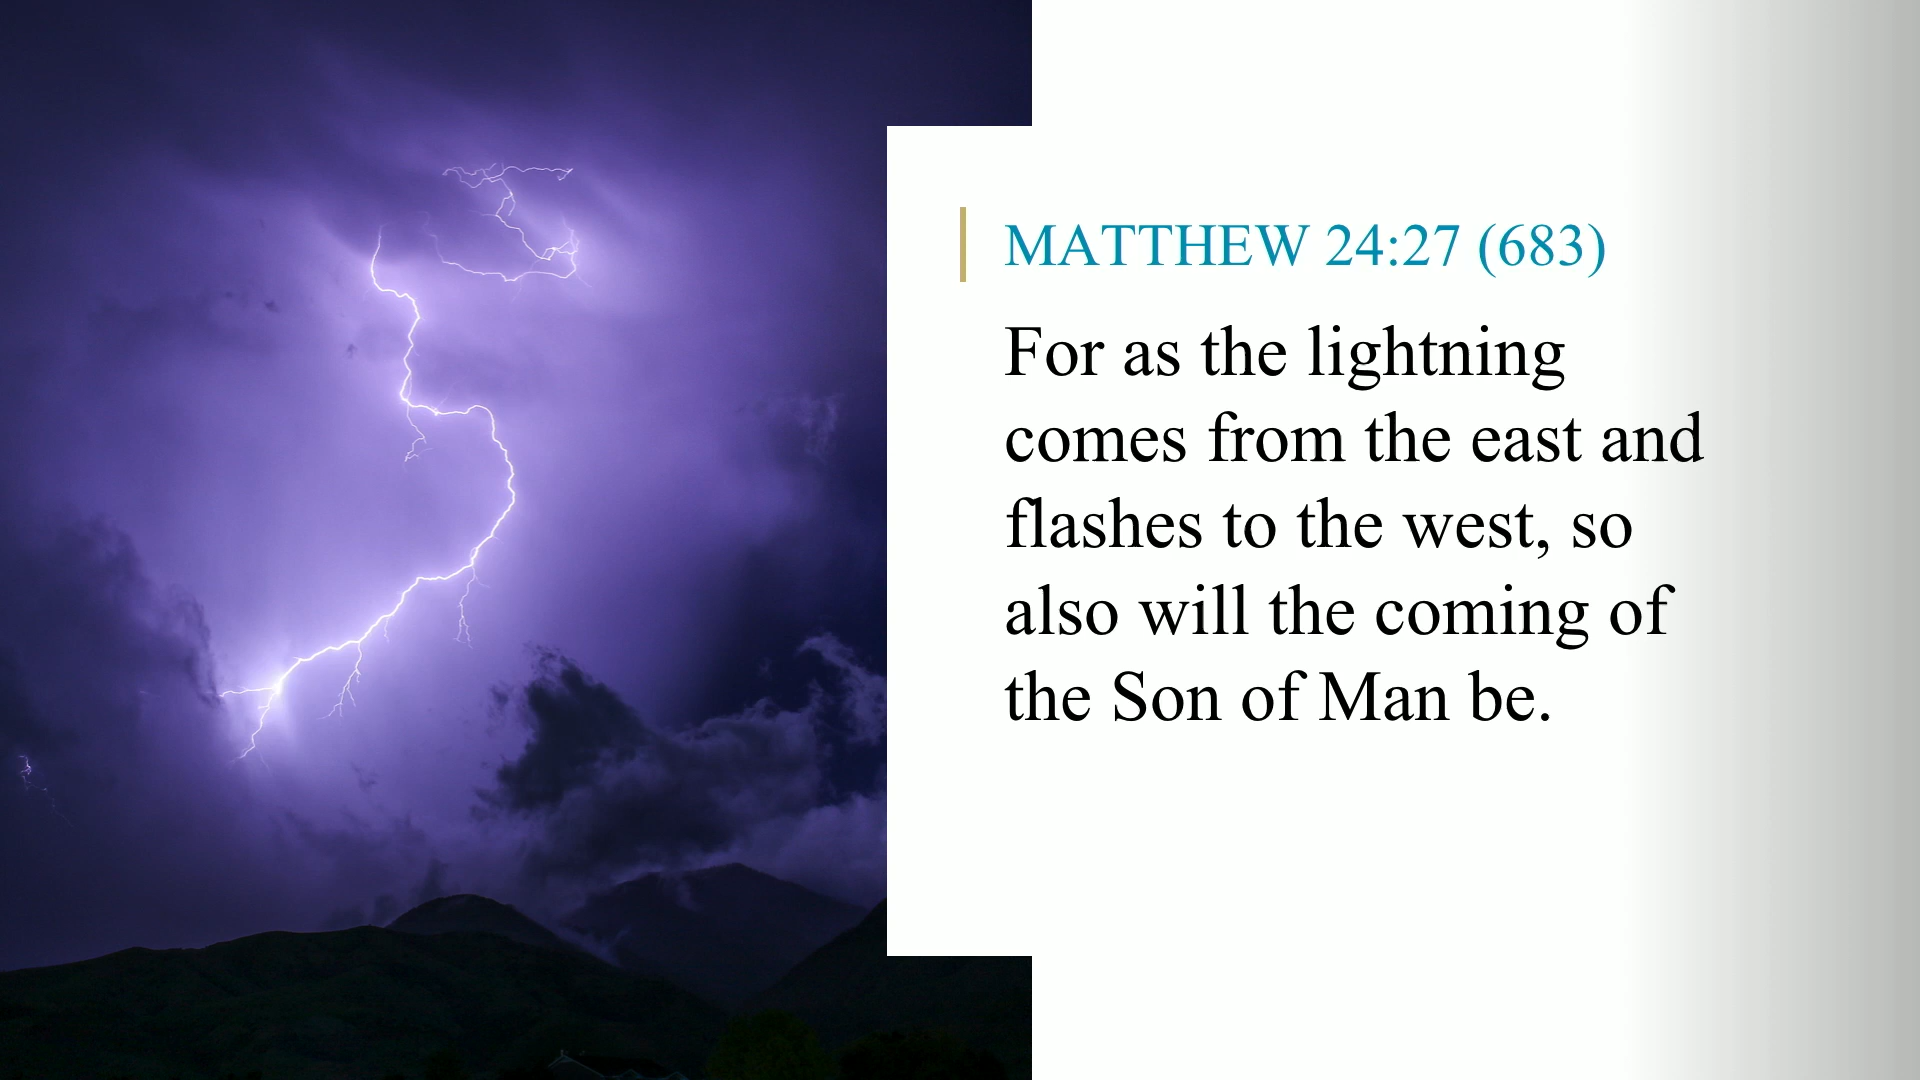 MATTHEW 24:27 (683)
For as the lightning
comes from the east and
flashes to the west, so
also will the coming of
the Son of Man be.